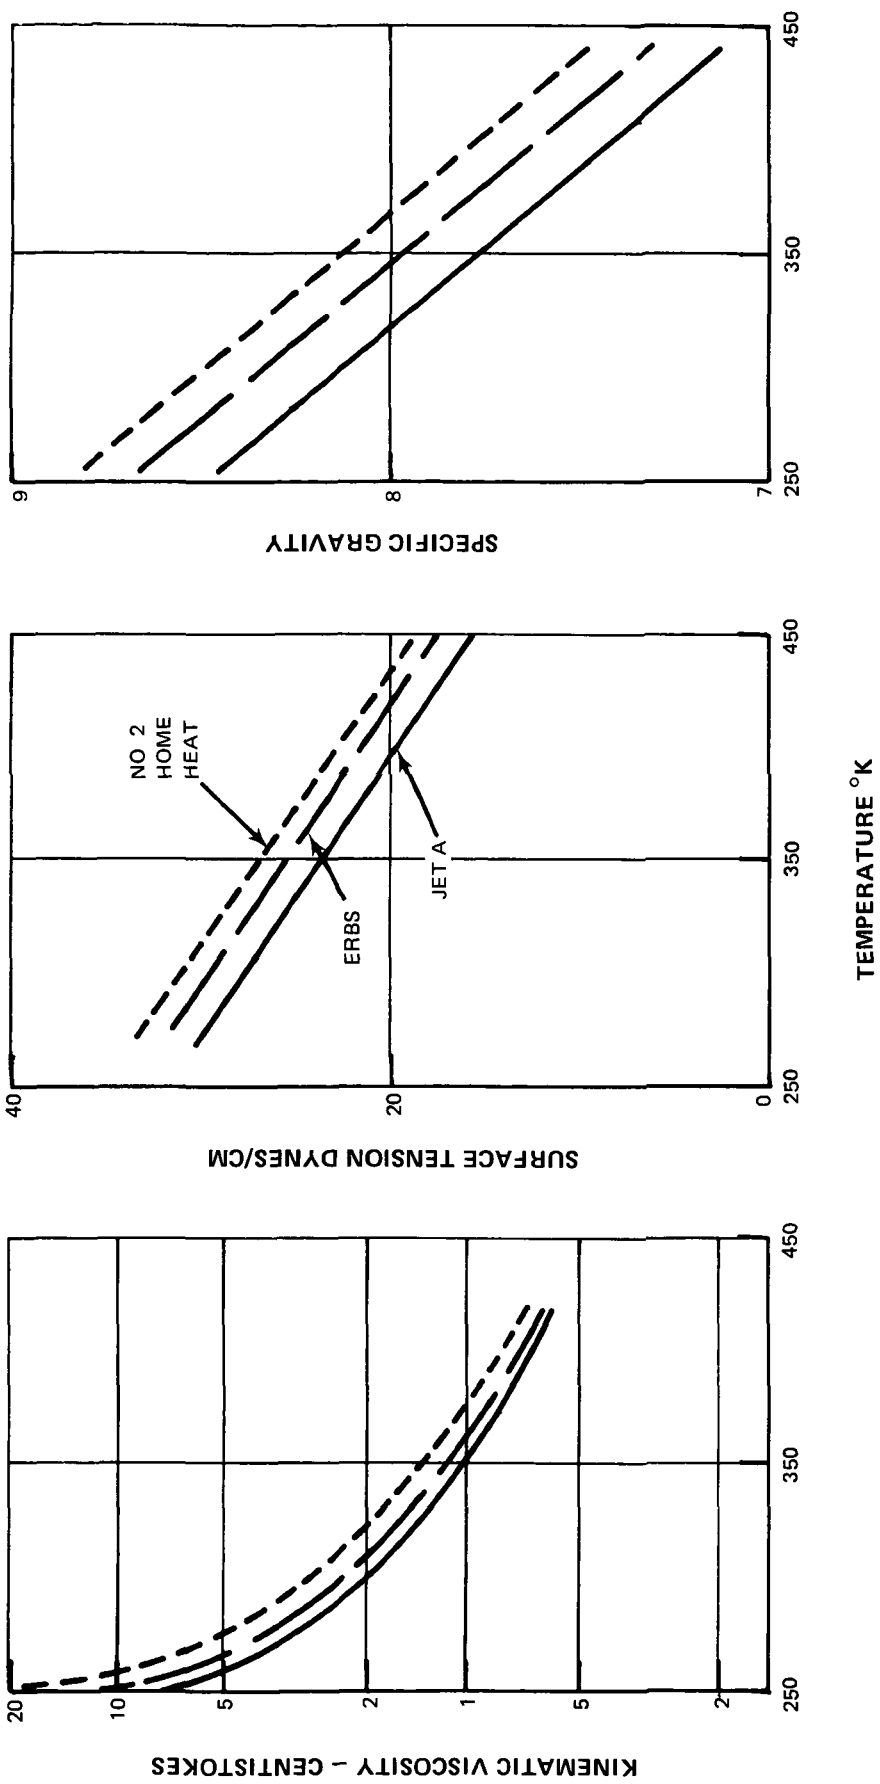 KINEMATIC VISCOSITY – CENTISTOKES
20
10
5
2
1
5
2
250
350
450
SURFACE TENSION DYNES/CM
40
20
0
250
350
450
NO 2
HOME
HEAT
ERBS
JET A
SPECIFIC GRAVITY
9
8
7
250
350
450
TEMPERATURE °K